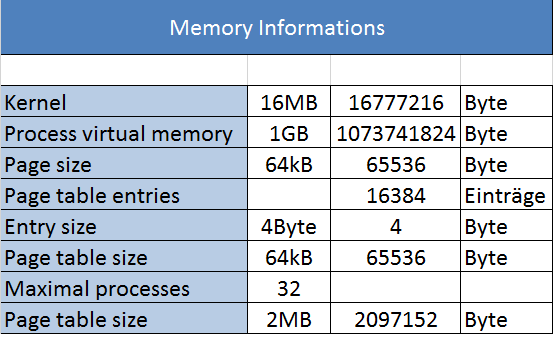 Memory Informations
Kernel 16MB 16777216 Byte
Process virtual memory 1GB 1073741824 Byte
Page size 64kB 65536 Byte
Page table entries 16384 Einträge
Entry size 4Byte 4 Byte
Page table size 64kB 65536 Byte
Maximal processes 32
Page table size 2MB 2097152 Byte